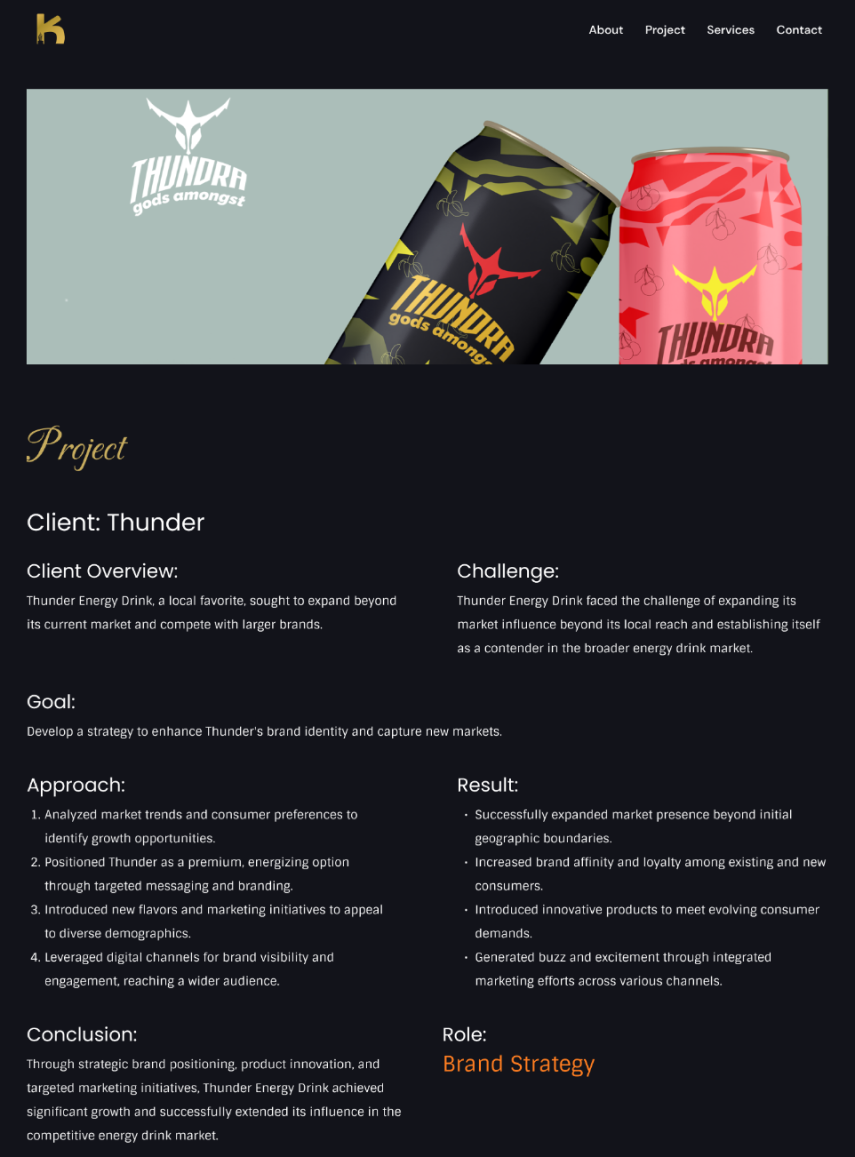 k
About Project Services Contact
THUNDRA
gods amongst
THUNDRA
gods amongst
THUNDRA
Project
Client: Thunder
Client Overview:
Thunder Energy Drink, a local favorite, sought to expand beyond
its current market and compete with larger brands.
Challenge:
Thunder Energy Drink faced the challenge of expanding its
market influence beyond its local reach and establishing itself
as a contender in the broader energy drink market.
Goal:
Develop a strategy to enhance Thunder's brand identity and capture new markets.
Approach:
1. Analyzed market trends and consumer preferences to
identify growth opportunities.
2. Positioned Thunder as a premium, energizing option
through targeted messaging and branding.
3. Introduced new flavors and marketing initiatives to appeal
to diverse demographics.
4. Leveraged digital channels for brand visibility and
engagement, reaching a wider audience.
Result:
• Successfully expanded market presence beyond initial
geographic boundaries.
• Increased brand affinity and loyalty among existing and new
consumers.
• Introduced innovative products to meet evolving consumer
demands.
• Generated buzz and excitement through integrated
marketing efforts across various channels.
Conclusion:
Through strategic brand positioning, product innovation, and
targeted marketing initiatives, Thunder Energy Drink achieved
significant growth and successfully extended its influence in the
competitive energy drink market.
Role:
Brand Strategy